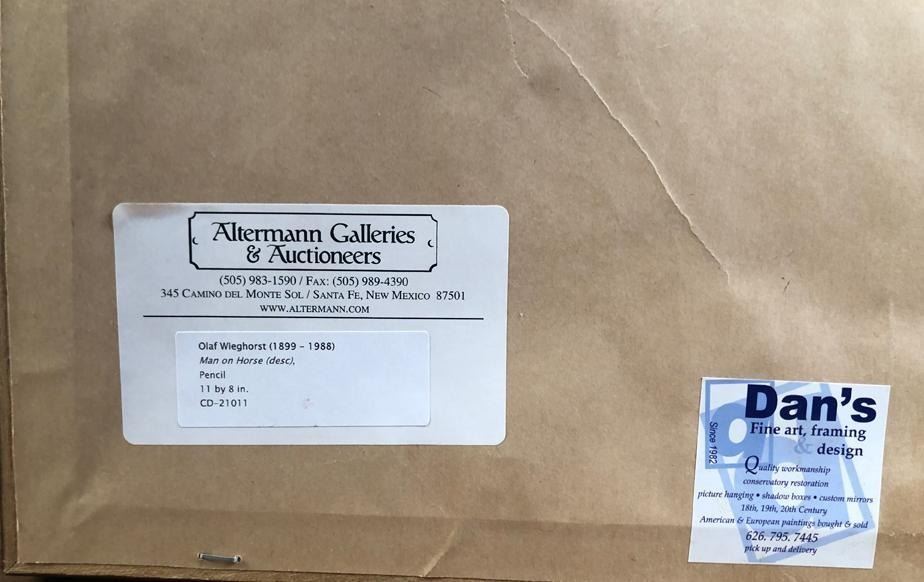 Altermann Galleries
& Auctioneers
(505) 983-1590 / Fax: (505) 989-4390
345 Camino del Monte Sol / Santa Fe, New Mexico 87501
www.altermann.com
Olaf Wieghorst (1899 - 1988)
Man on Horse (desc),
Pencil
11 by 8 in.
CD-21011
Dan's
Fine art, framing
& design
Since 1982
Quality workmanship
conservatory restoration
picture hanging • shadow boxes • custom mirrors
18th, 19th, 20th Century
American & European paintings bought & sold
626. 795. 7445
pick up and delivery